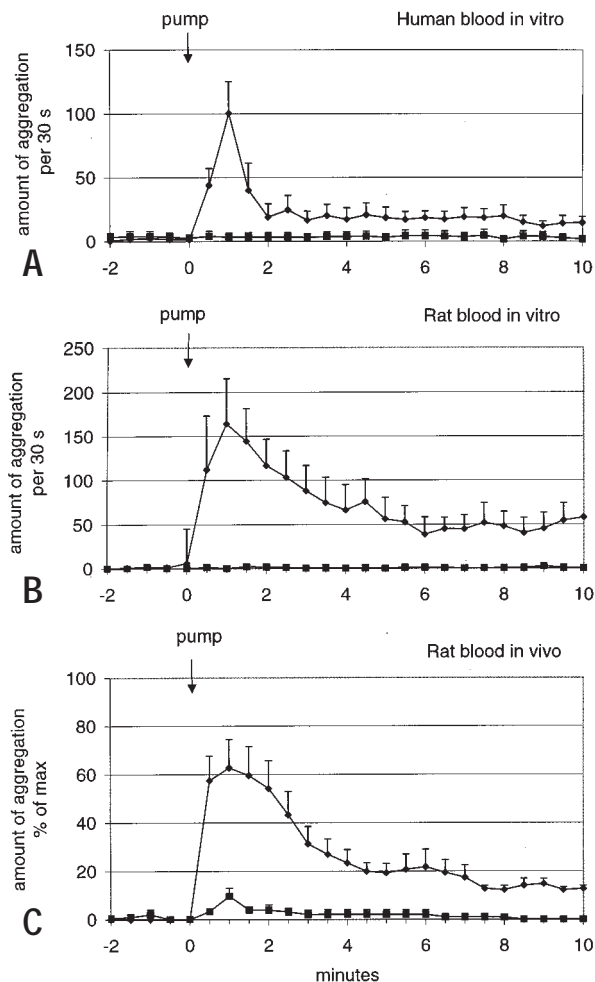 pump
Human blood in vitro
amount of aggregation
per 30 s
150
100
50
0
-2 0 2 4 6 8 10
A
pump
Rat blood in vitro
amount of aggregation
per 30 s
250
200
150
100
50
0
-2 0 2 4 6 8 10
B
pump
Rat blood in vivo
amount of aggregation
% of max
100
80
60
40
20
0
-2 0 2 4 6 8 10
C
minutes